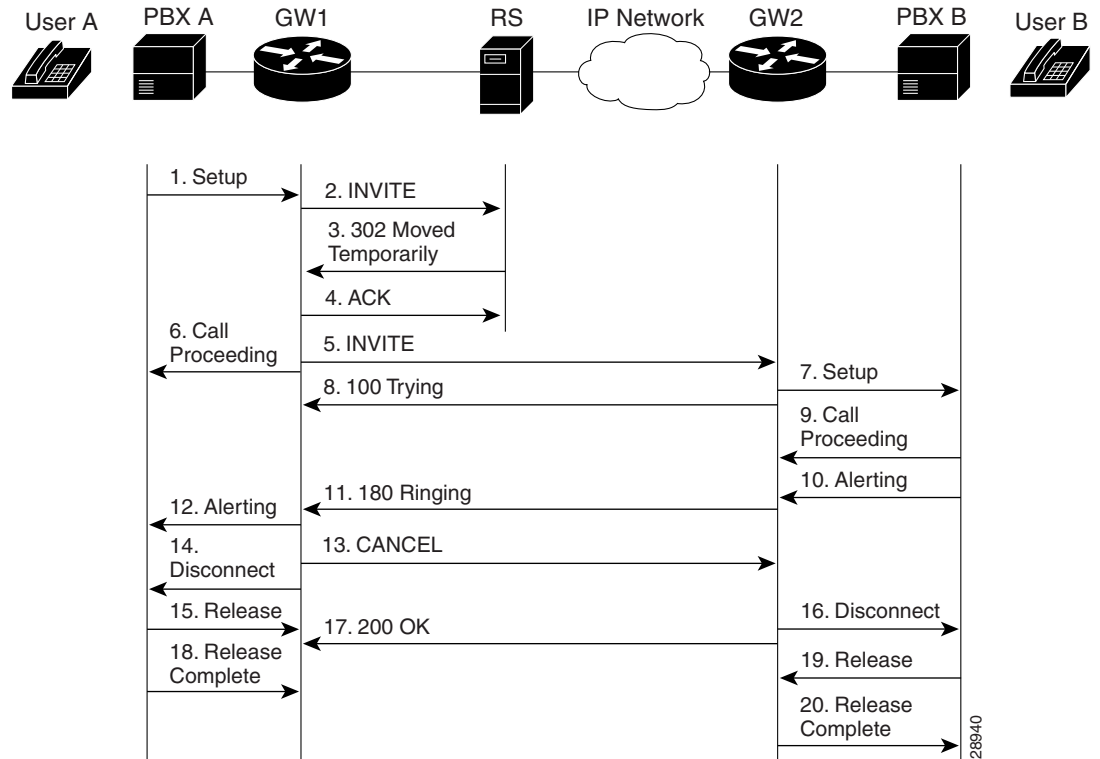 User A
PBX A
GW1
RS
IP Network
GW2
PBX B
User B
1. Setup
2. INVITE
3. 302 Moved
Temporarily
4. ACK
5. INVITE
6. Call
Proceeding
7. Setup
8. 100 Trying
9. Call
Proceeding
10. Alerting
11. 180 Ringing
12. Alerting
13. CANCEL
14.
Disconnect
15. Release
16. Disconnect
17. 200 OK
18. Release
Complete
19. Release
20. Release
Complete
28940